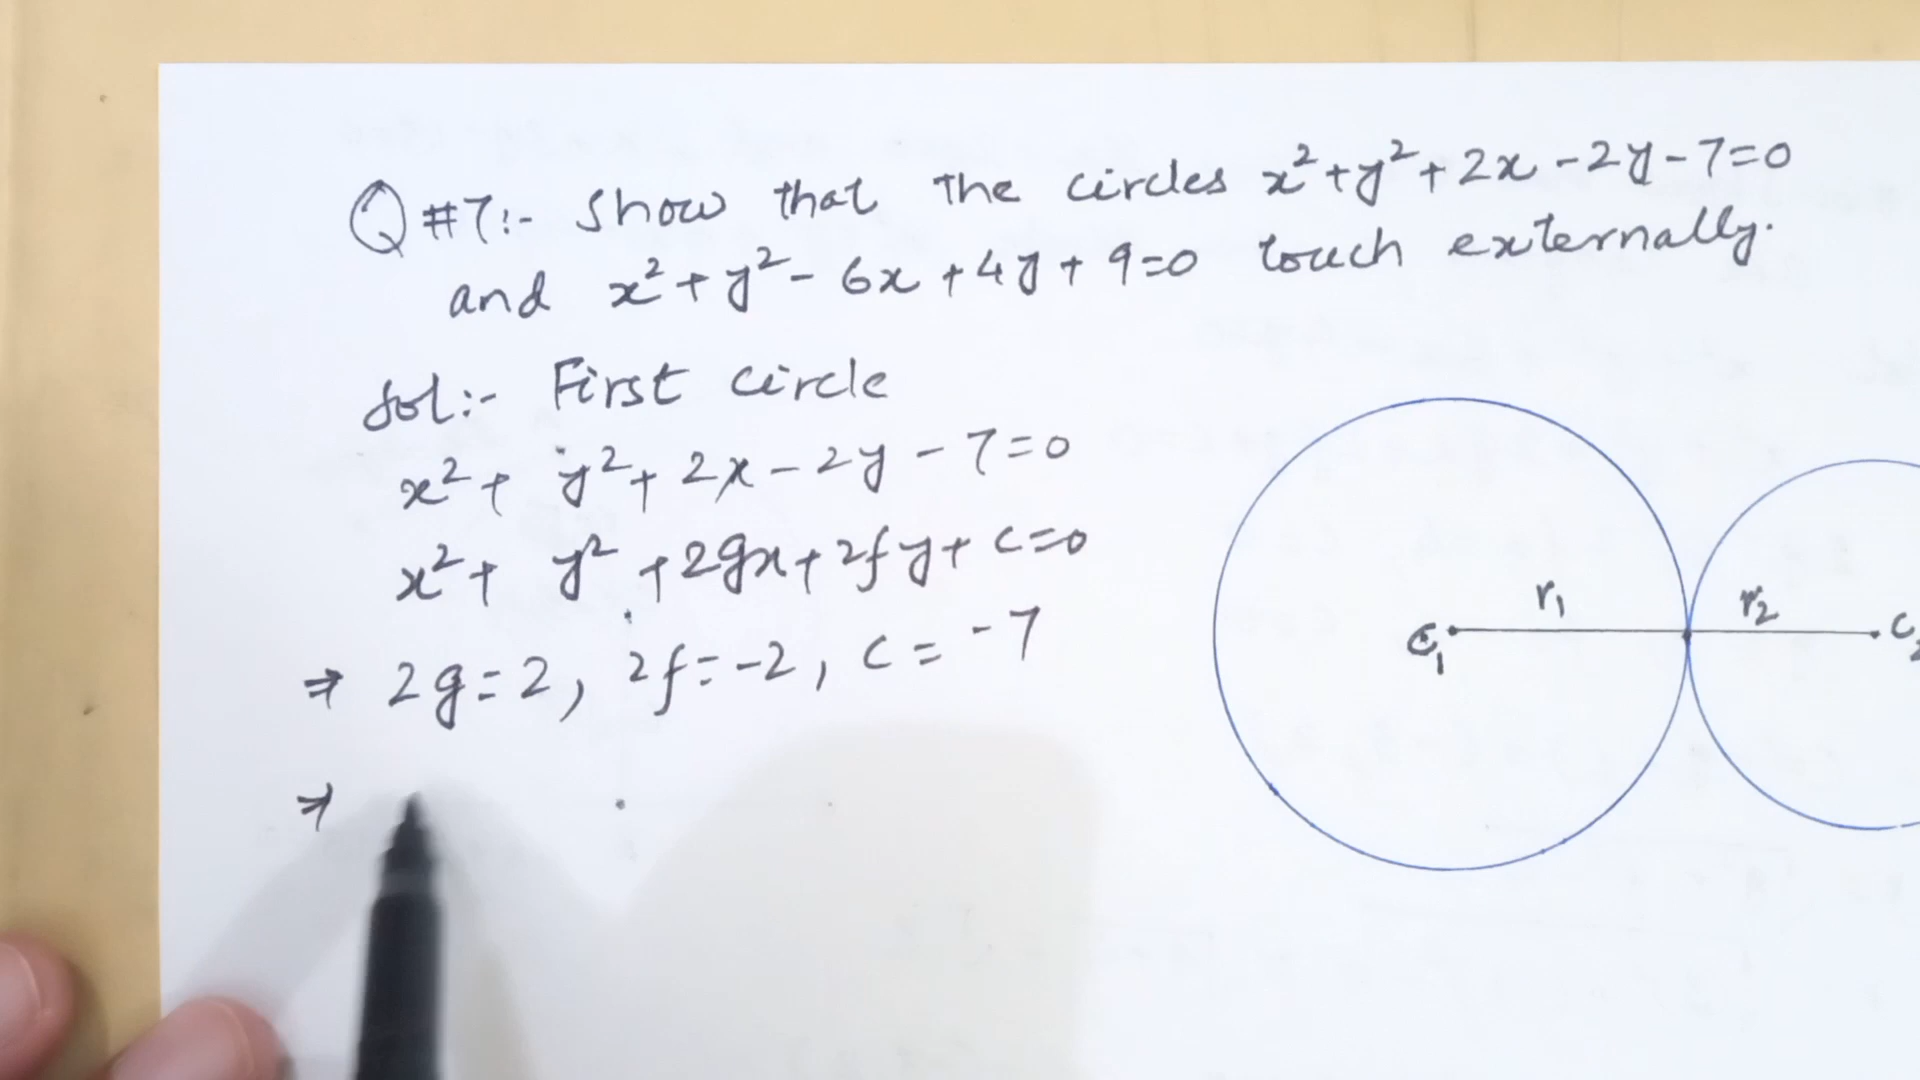 Q#7:- Show that the circles x²+y²+2x-2y-7=0
and x²+y²-6x+4y+9=0 touch externally.
Sol:- First circle
x²+y²+2x-2y-7=0
x²+y²+2gx+2fy+c=0
⇒ 2g=2, 2f=-2, c=-7
⇒
r₁ r₂
C₁ C₂